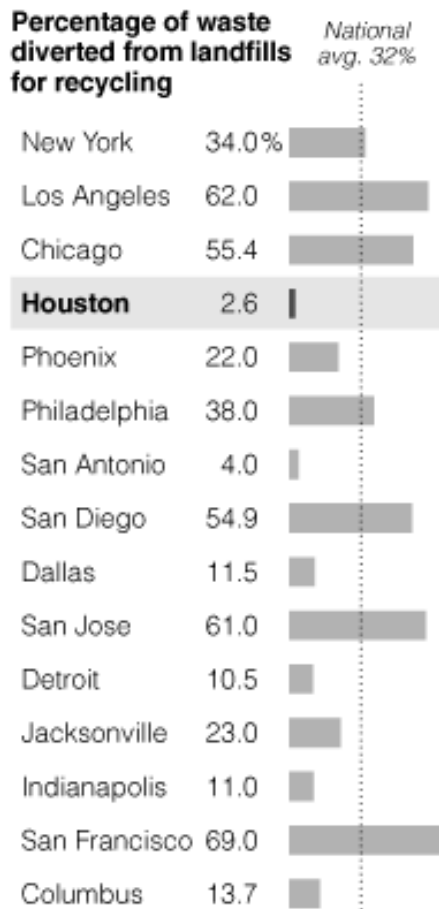 Percentage of waste
diverted from landfills
for recycling
National
avg. 32%
New York 34.0%
Los Angeles 62.0
Chicago 55.4
Houston 2.6
Phoenix 22.0
Philadelphia 38.0
San Antonio 4.0
San Diego 54.9
Dallas 11.5
San Jose 61.0
Detroit 10.5
Jacksonville 23.0
Indianapolis 11.0
San Francisco 69.0
Columbus 13.7